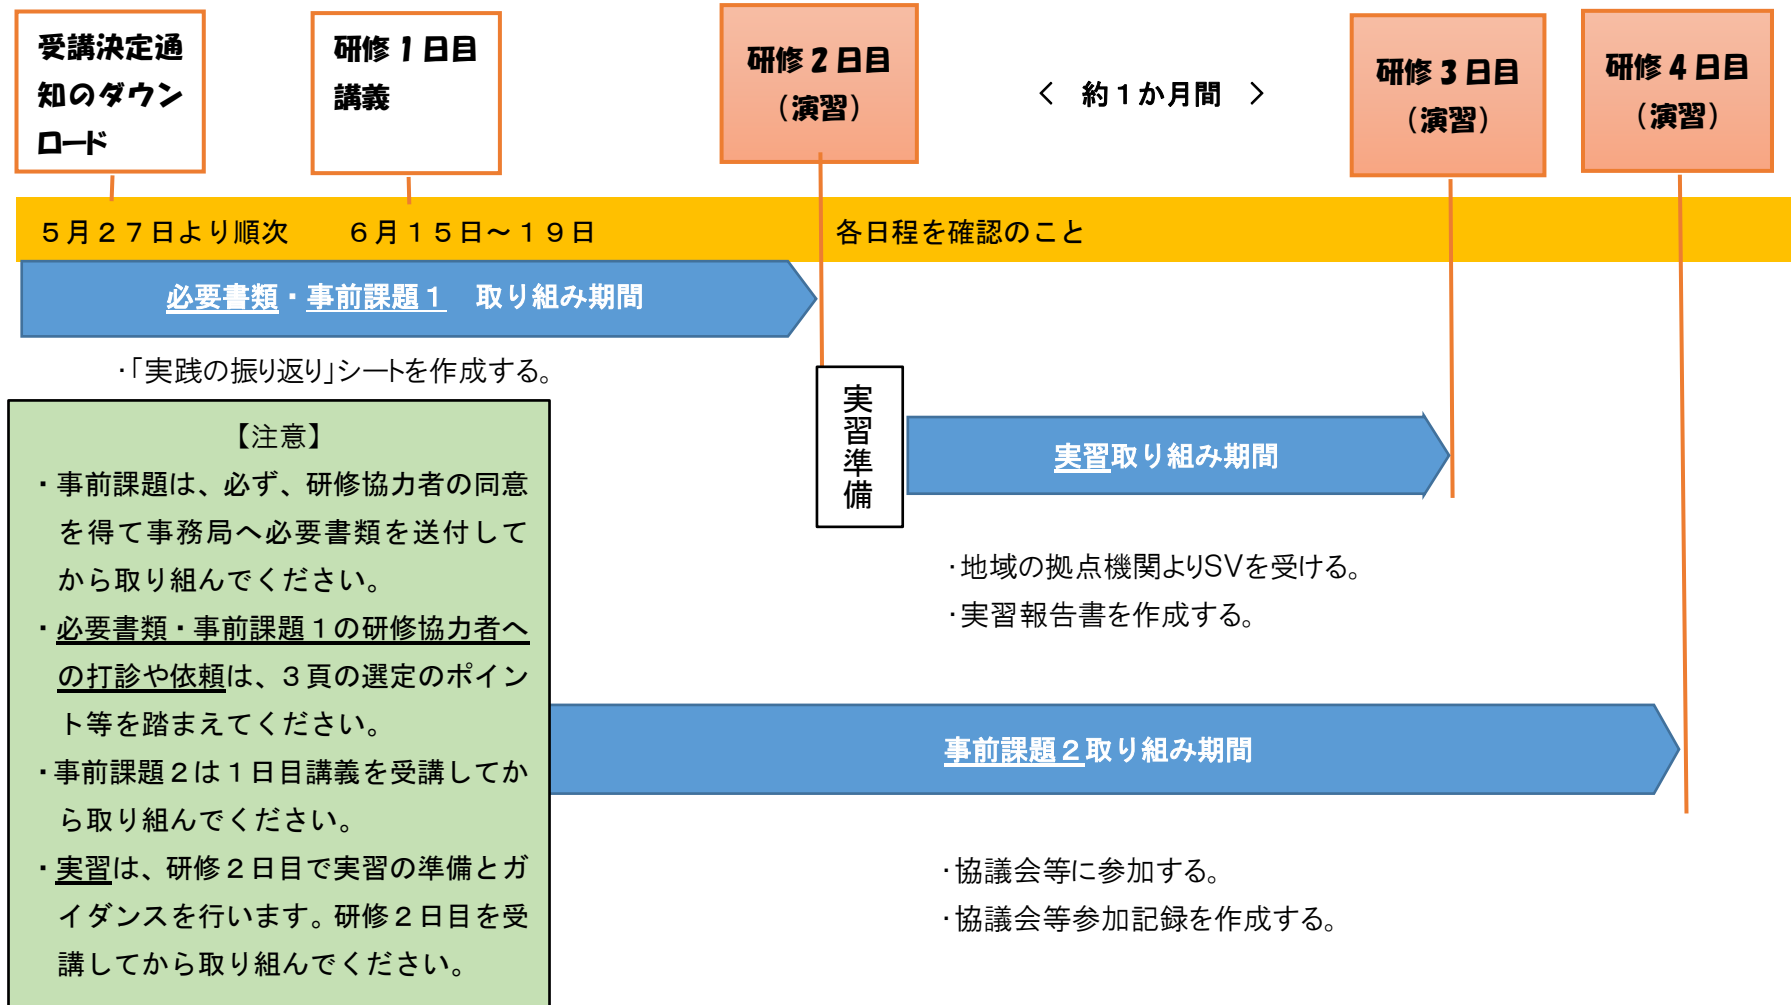 受講決定通
知のダウン
ロード
研修１日目
講義
研修２日目
（演習）
＜　約１か月間　＞
研修３日目
（演習）
研修４日目
（演習）
５月２７日より順次
６月１５日～１９日
各日程を確認のこと
必要書類・事前課題１　取り組み期間
・「実践の振り返り」シートを作成する。
実習準備
実習取り組み期間
・地域の拠点機関よりSVを受ける。
・実習報告書を作成する。
【注意】
・事前課題は、必ず、研修協力者の同意
を得て事務局へ必要書類を送付して
から取り組んでください。
・必要書類・事前課題１の研修協力者へ
の打診や依頼は、３頁の選定のポイン
ト等を踏まえてください。
・事前課題２は１日目講義を受講してか
ら取り組んでください。
・実習は、研修２日目で実習の準備とガ
イダンスを行います。研修２日目を受
講してから取り組んでください。
事前課題２取り組み期間
・協議会等に参加する。
・協議会等参加記録を作成する。